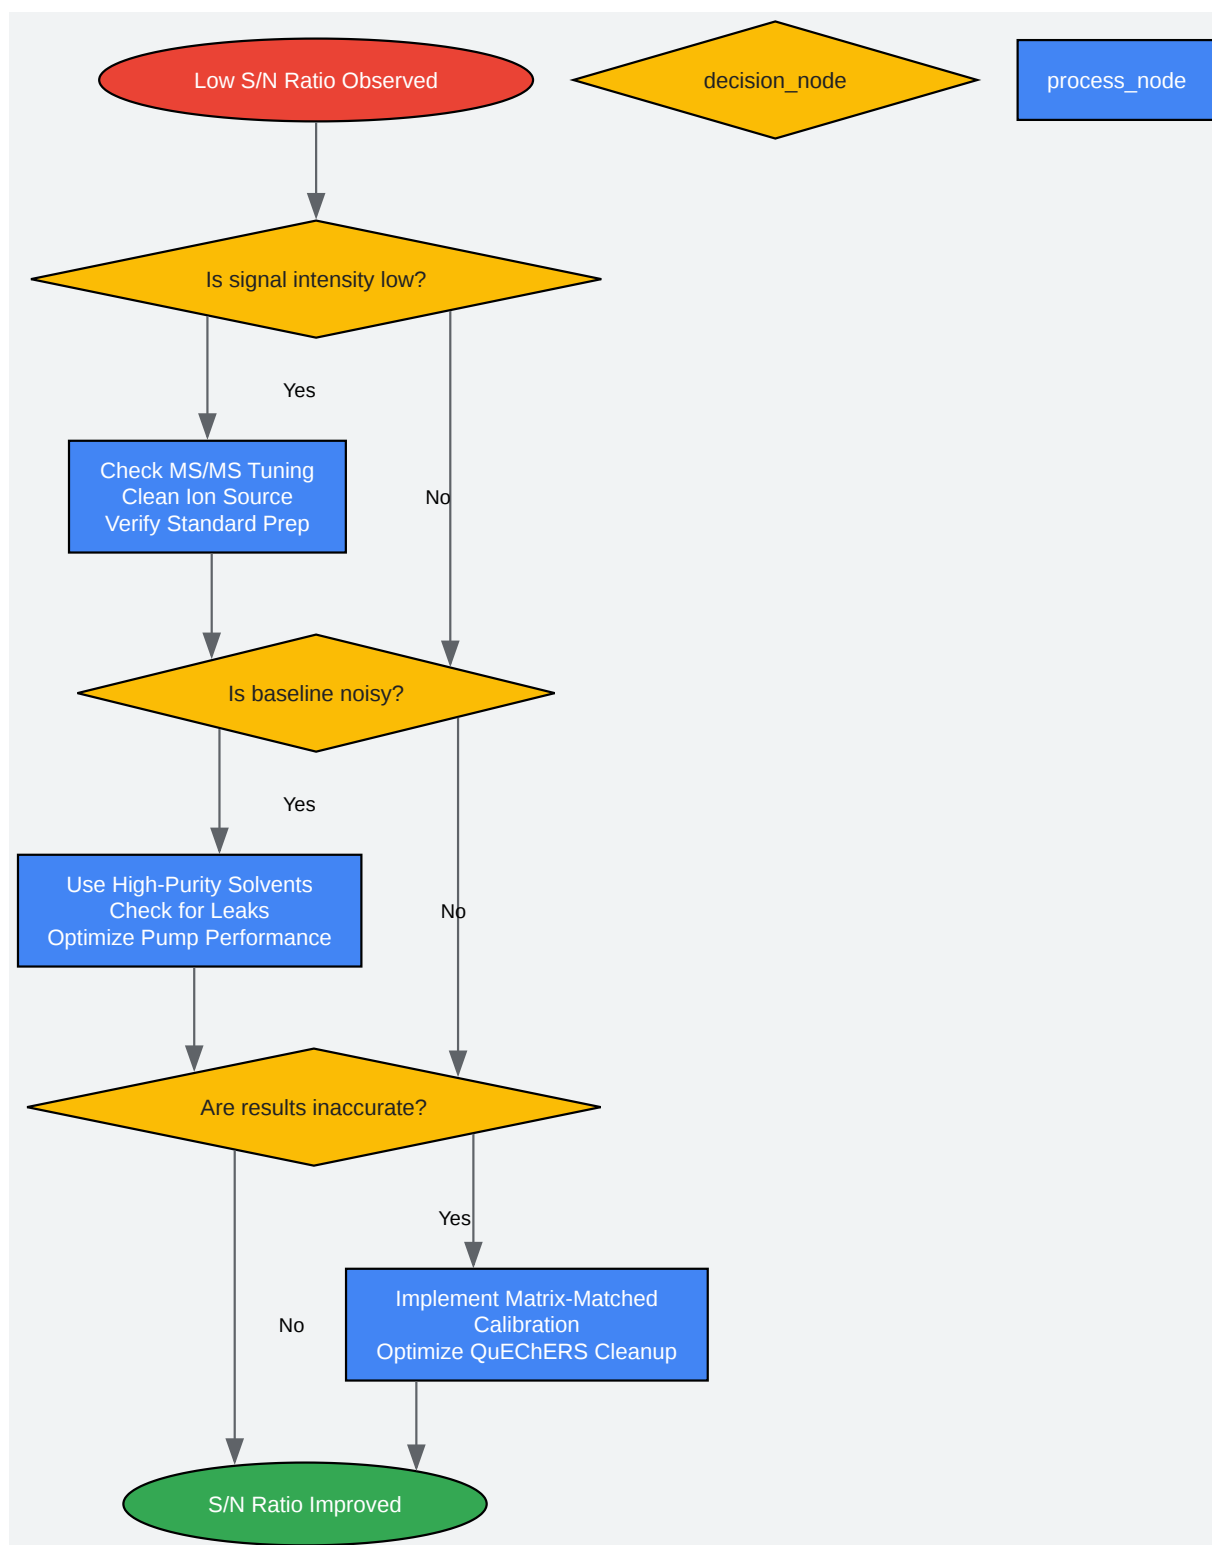 Low S/N Ratio Observed
decision_node
process_node
Is signal intensity low?
Yes
Check MS/MS Tuning
Clean Ion Source
Verify Standard Prep
No
Is baseline noisy?
Yes
Use High-Purity Solvents
Check for Leaks
Optimize Pump Performance
No
Are results inaccurate?
Yes
Implement Matrix-Matched
Calibration
Optimize QuEChERS Cleanup
No
S/N Ratio Improved